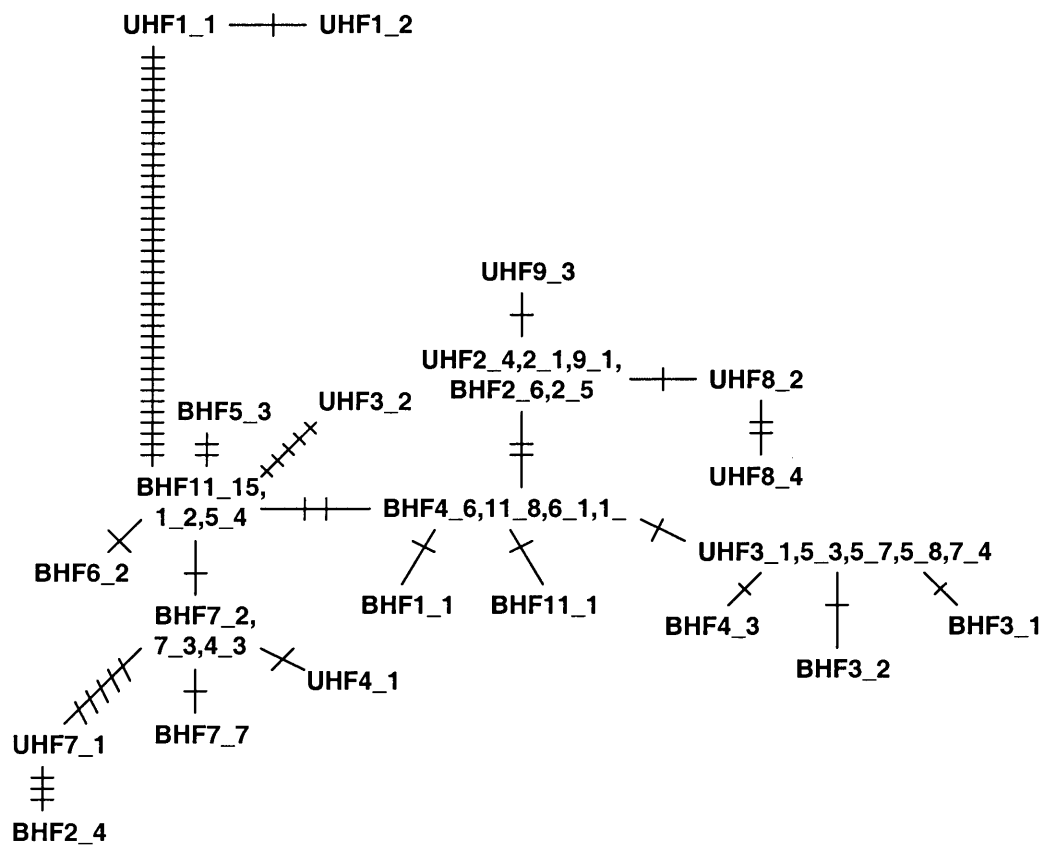 UHF1_1
UHF1_2
UHF9_3
UHF2_4,2_1,9_1,
BHF2_6,2_5
UHF8_2
UHF3_2
BHF5_3
UHF8_4
BHF11_15,
1_2,5_4
BHF4_6,11_8,6_1,1_
UHF3_1,5_3,5_7,5_8,7_4
BHF6_2
BHF1_1
BHF11_1
BHF7_2,
7_3,4_3
BHF4_3
BHF3_1
BHF3_2
UHF4_1
BHF7_7
UHF7_1
BHF2_4